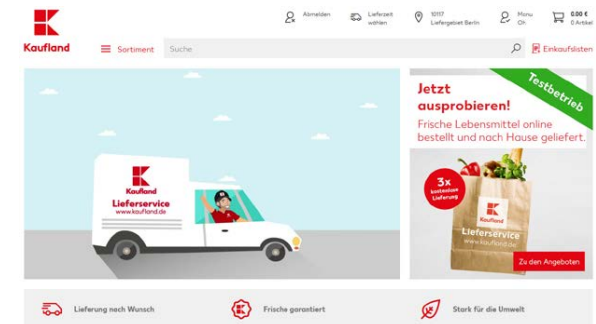 Kaufland
Sortiment
Suche
Abmelden
Lieferzeit
wählen
10117
Liefergebiet Berlin
Manu
Oh
0.00 €
0 Artikel
Einkaufslisten
Kaufland
Lieferservice
www.kaufland.de
Jetzt
ausprobieren!
Testbetrieb
Frische Lebensmittel online
bestellt und nach Hause geliefert.
3x
kostenlose
Lieferung
Kaufland
Lieferservice
www.kaufland.de
Zu den Angeboten
Lieferung nach Wunsch
Frische garantiert
Stark für die Umwelt